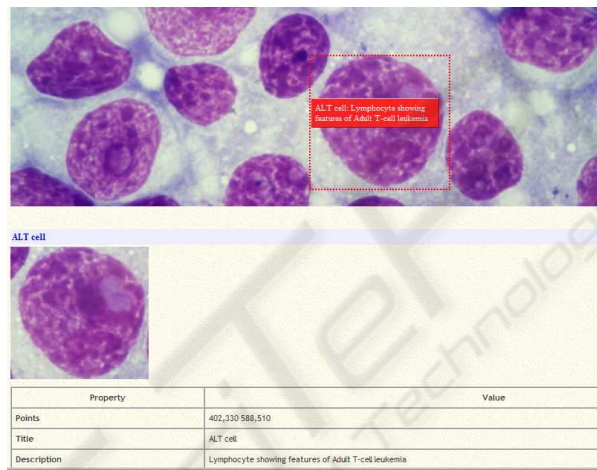 ALT cell: Lymphocyte showing
features of Adult T-cell leukemia
ALT cell
Property Value
Points 402,330 588,510
Title ALT cell
Description Lymphocyte showing features of Adult T-cell leukemia